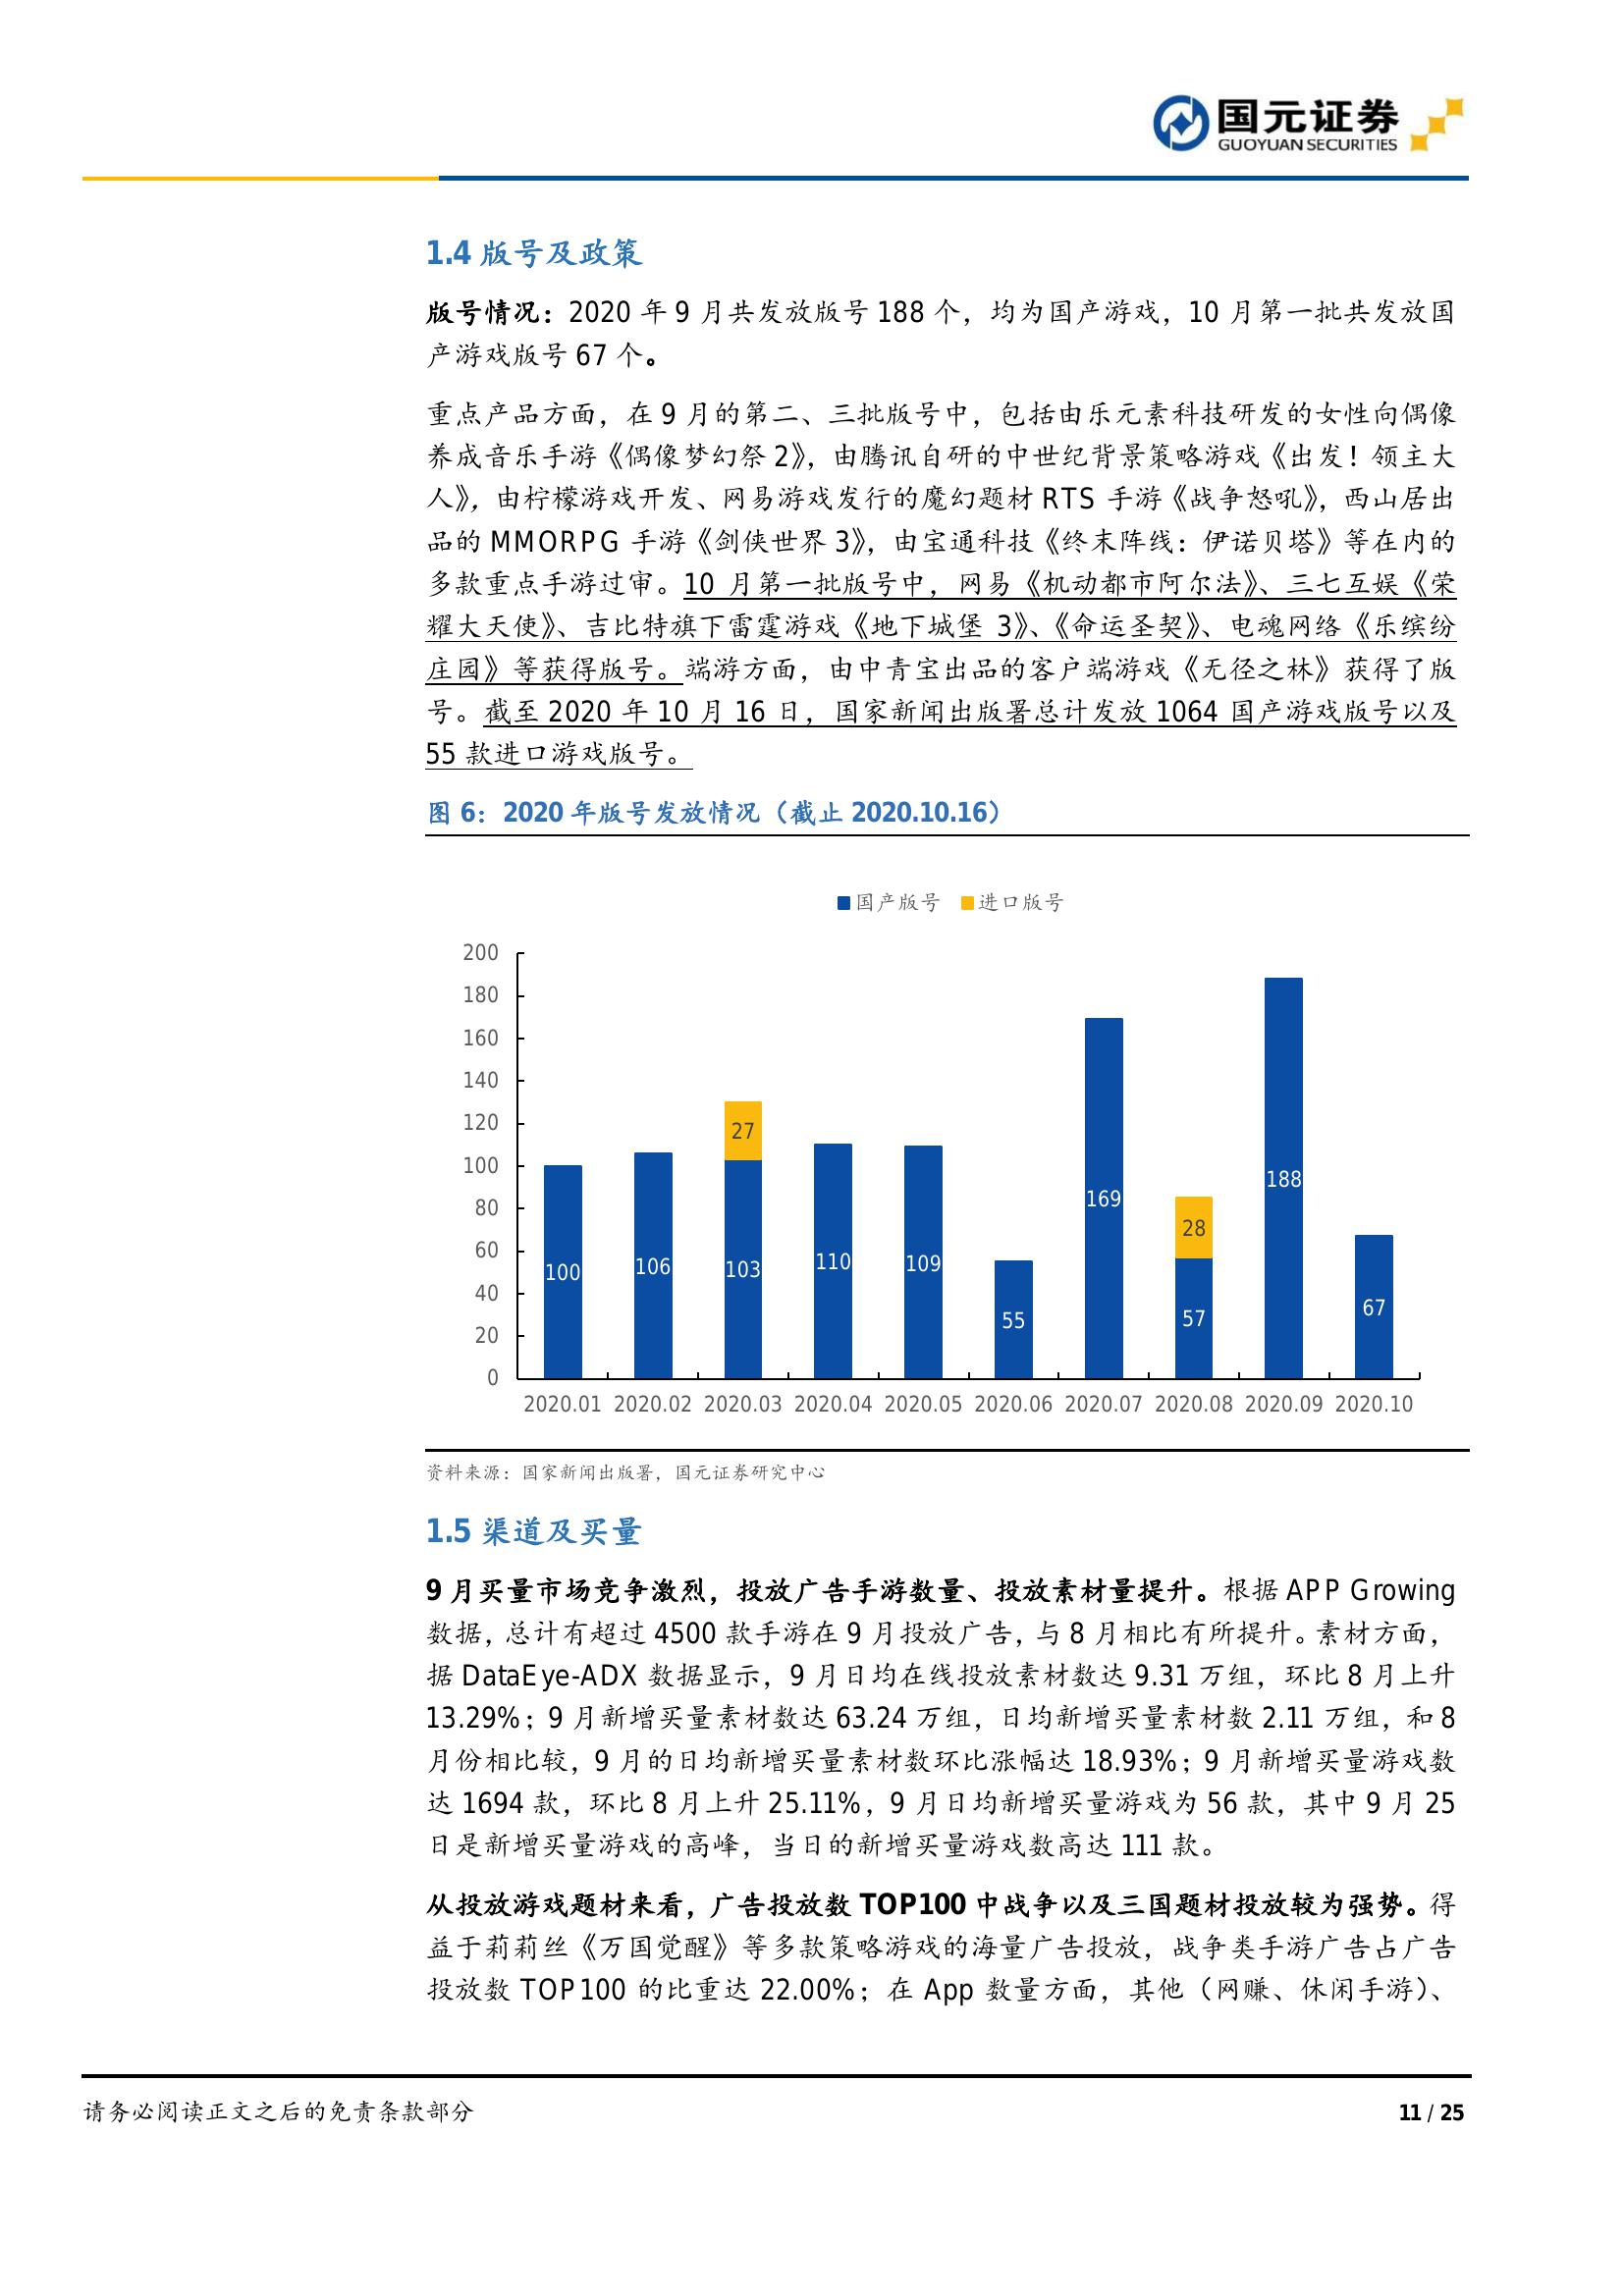 国元证券
GUOYUAN SECURITIES
1.4 版号及政策
版号情况：2020 年 9 月共发放版号 188 个，均为国产游戏，10 月第一批共发放国
产游戏版号 67 个。
重点产品方面，在 9 月的第二、三批版号中，包括由乐元素科技研发的女性向偶像
养成音乐手游《偶像梦幻祭 2》，由腾讯自研的中世纪背景策略游戏《出发！领主大
人》，由柠檬游戏开发、网易游戏发行的魔幻题材 RTS 手游《战争怒吼》，西山居出
品的 MMORPG 手游《剑侠世界 3》，由宝通科技《终末阵线：伊诺贝塔》等在内的
多款重点手游过审。10 月第一批版号中，网易《机动都市阿尔法》、三七互娱《荣
耀大天使》、吉比特旗下雷霆游戏《地下城堡 3》、《命运圣契》、电魂网络《乐缤纷
庄园》等获得版号。端游方面，由中青宝出品的客户端游戏《无径之林》获得了版
号。截至 2020 年 10 月 16 日，国家新闻出版署总计发放 1064 国产游戏版号以及
55 款进口游戏版号。
图 6：2020 年版号发放情况（截止 2020.10.16）
国产版号 进口版号
200
180
160
140
120
100
80
60
40
20
0
100 106 103 27 110 109 55 169 57 28 188 67
2020.01 2020.02 2020.03 2020.04 2020.05 2020.06 2020.07 2020.08 2020.09 2020.10
资料来源：国家新闻出版署，国元证券研究中心
1.5 渠道及买量
9 月买量市场竞争激烈，投放广告手游数量、投放素材量提升。根据 APP Growing
数据，总计有超过 4500 款手游在 9 月投放广告，与 8 月相比有所提升。素材方面，
据 DataEye-ADX 数据显示，9 月日均在线投放素材数达 9.31 万组，环比 8 月上升
13.29%；9 月新增买量素材数达 63.24 万组，日均新增买量素材数 2.11 万组，和 8
月份相比较，9 月的日均新增买量素材数环比涨幅达 18.93%；9 月新增买量游戏数
达 1694 款，环比 8 月上升 25.11%，9 月日均新增买量游戏为 56 款，其中 9 月 25
日是新增买量游戏的高峰，当日的新增买量游戏数高达 111 款。
从投放游戏题材来看，广告投放数 TOP100 中战争以及三国题材投放较为强势。得
益于莉莉丝《万国觉醒》等多款策略游戏的海量广告投放，战争类手游广告占广告
投放数 TOP100 的比重达 22.00%；在 App 数量方面，其他（网赚、休闲手游）、
请务必阅读正文之后的免责条款部分
11 / 25